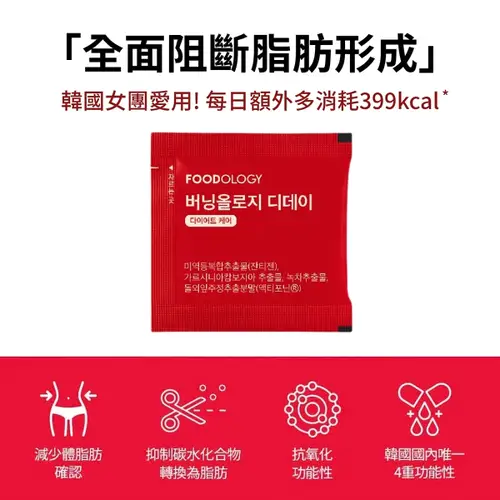 「全面阻斷脂肪形成」
韓國女團愛用! 每日額外多消耗399kcal*
◀ 자르는 곳
FOODOLOGY
버닝올로지 디데이
다이어트 케어
미역등복합추출물(잔티젠),
가르시니아캄보지아 추출물, 녹차추출물,
돌외잎주정추출분말(액티포닌®)
減少體脂肪
確認
抑制碳水化合物
轉換為脂肪
抗氧化
功能性
韓國國內唯一
4重功能性